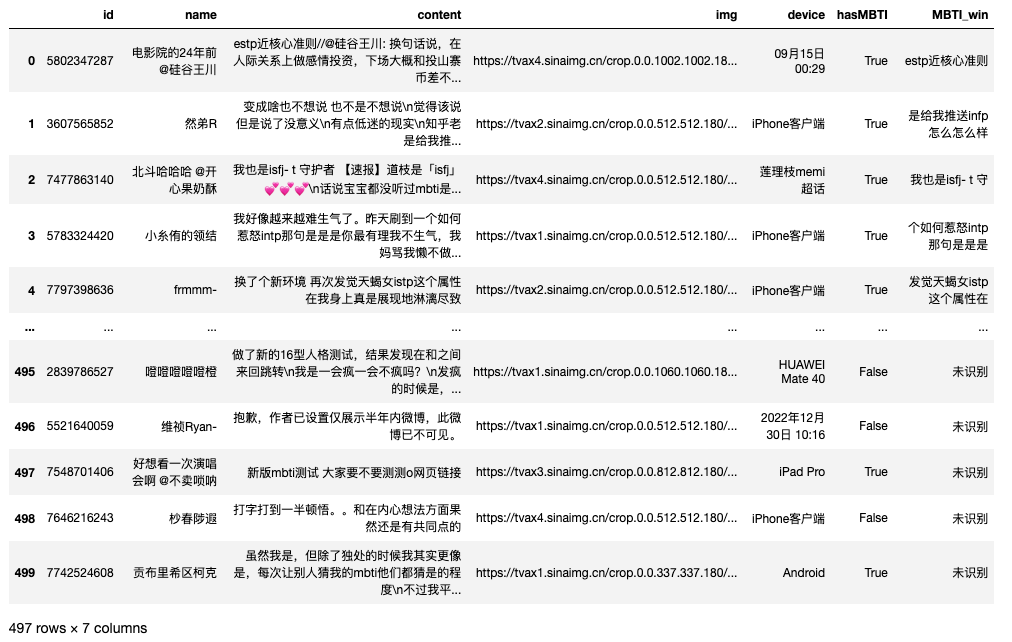 id name content img device hasMBTI MBTI_win
0 5802347287 电影院的24年前 @硅谷王川 estp近核心准则//@硅谷王川: 换句话说，在人际关系上做感情投资，下场大概和投山寨币差不... https://tvax4.sinaimg.cn/crop.0.0.1002.1002.18... 09月15日 00:29 True estp近核心准则
1 3607565852 然弟R 变成啥也不想说 也不是不想说\n觉得该说但是说了没意义\n有点低迷的现实\n知乎老是给我推... https://tvax2.sinaimg.cn/crop.0.0.512.512.180/... iPhone客户端 True 是给我推送infp怎么怎么样
2 7477863140 北斗哈哈哈 @开心果奶酥 我也是isfj- t 守护者 【速报】道枝是「isfj」💕💕💕\n话说宝宝都没听过mbti是... https://tvax4.sinaimg.cn/crop.0.0.512.512.180/... 莲理枝memi超话 True 我也是isfj- t 守
3 5783324420 小糸侑的领结 我好像越来越难生气了。昨天刷到一个如何惹怒intp那句是是是你最有理我不生气，我妈骂我懒不做... https://tvax1.sinaimg.cn/crop.0.0.512.512.180/... iPhone客户端 True 个如何惹怒intp那句是是是
4 7797398636 frmmm- 换了个新环境 再次发觉天蝎女istp这个属性在我身上真是展现地淋漓尽致 https://tvax2.sinaimg.cn/crop.0.0.512.512.180/... iPhone客户端 True 发觉天蝎女istp这个属性在
... ... ... ... ... ... ... ...
495 2839786527 噔噔噔噔噔橙 做了新的16型人格测试，结果发现在和之间来回跳转\n我是一会疯一会不疯吗？\n发疯的时候是，... https://tvax1.sinaimg.cn/crop.0.0.1060.1060.18... HUAWEI Mate 40 False 未识别
496 5521640059 维祯Ryan- 抱歉，作者已设置仅展示半年内微博，此微博已不可见。 https://tvax1.sinaimg.cn/crop.0.0.512.512.180/... 2022年12月30日 10:16 False 未识别
497 7548701406 好想看一次演唱会啊 @不卖唢呐 新版mbti测试 大家要不要测测o网页链接 https://tvax3.sinaimg.cn/crop.0.0.812.812.180/... iPad Pro True 未识别
498 7646216243 杪春陟遐 打字打到一半顿悟。。和在内心想法方面果然还是有共同点的 https://tvax4.sinaimg.cn/crop.0.0.512.512.180/... iPhone客户端 False 未识别
499 7742524608 贡布里希区柯克 虽然我是，但除了独处的时候我其实更像是，每次让别人猜我的mbti他们都猜是的程度\n不过我平... https://tvax1.sinaimg.cn/crop.0.0.337.337.180/... Android True 未识别
497 rows × 7 columns